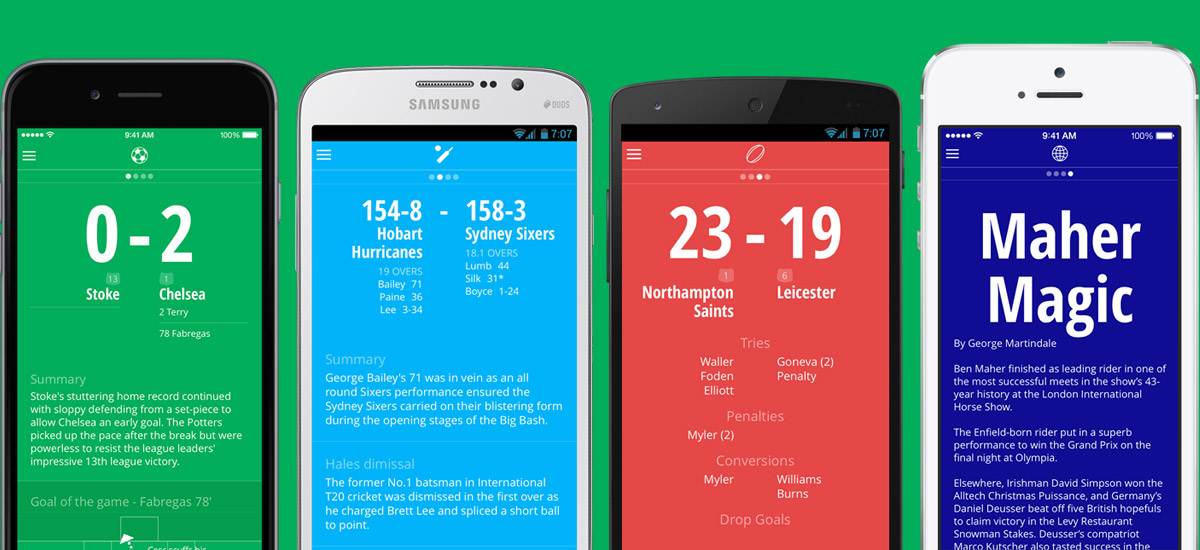 9:41 AM
100%
0 - 2
13
1
Stoke
Chelsea
2 Terry
78 Fabregas
Summary
Stoke's stuttering home record continued
with sloppy defending from a set-piece to
allow Chelsea an early goal. The Potters
picked up the pace after the break but were
powerless to resist the league leaders'
impressive 13th league victory.
Goal of the game - Fabregas 78'
SAMSUNG
DUOS
7:07
154-8 - 158-3
Hobart
Hurricanes
19 OVERS
Bailey 71
Paine 36
Lee 3-34
Sydney Sixers
18.1 OVERS
Lumb 44
Silk 31*
Boyce 1-24
Summary
George Bailey's 71 was in vein as an all
round Sixers performance ensured the
Sydney Sixers carried on their blistering form
during the opening stages of the Big Bash.
Hales dimissal
The former No.1 batsman in International
T20 cricket was dismissed in the first over as
he charged Brett Lee and spliced a short ball
to point.
7:07
23 - 19
1
6
Northampton
Saints
Leicester
Tries
Waller
Foden
Elliott
Goneva (2)
Penalty
Penalties
Myler (2)
Conversions
Myler
Williams
Burns
Drop Goals
9:41 AM
100%
Maher
Magic
By George Martindale
Ben Maher finished as leading rider in one of
the most successful meets in the show's 43-
year history at the London International
Horse Show.
The Enfield-born rider put in a superb
performance to win the Grand Prix on the
final night at Olympia.
Elsewhere, Irishman David Simpson won the
Alltech Christmas Puissance, and Germany's
Daniel Deusser beat off five British hopefuls
to claim victory in the Levy Restaurant
Snowman Stakes. Deusser's compatriot
Marco Kutscher also tasted success in the